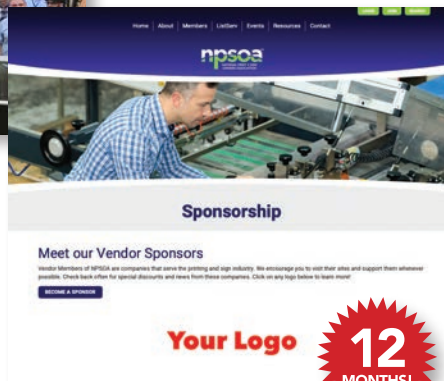 LOGIN JOIN SEARCH
Home About Members ListServ Events Resources Contact
npsoa
Sponsorship
Meet our Vendor Sponsors
Vendor Members of NPSOA are companies that serve the printing and sign industry. We encourage you to visit their sites and support them whenever
possible. Check back often for special discounts and news from these companies. Click on any logo below to learn more!
BECOME A SPONSOR
Your Logo
12
MONTHS!